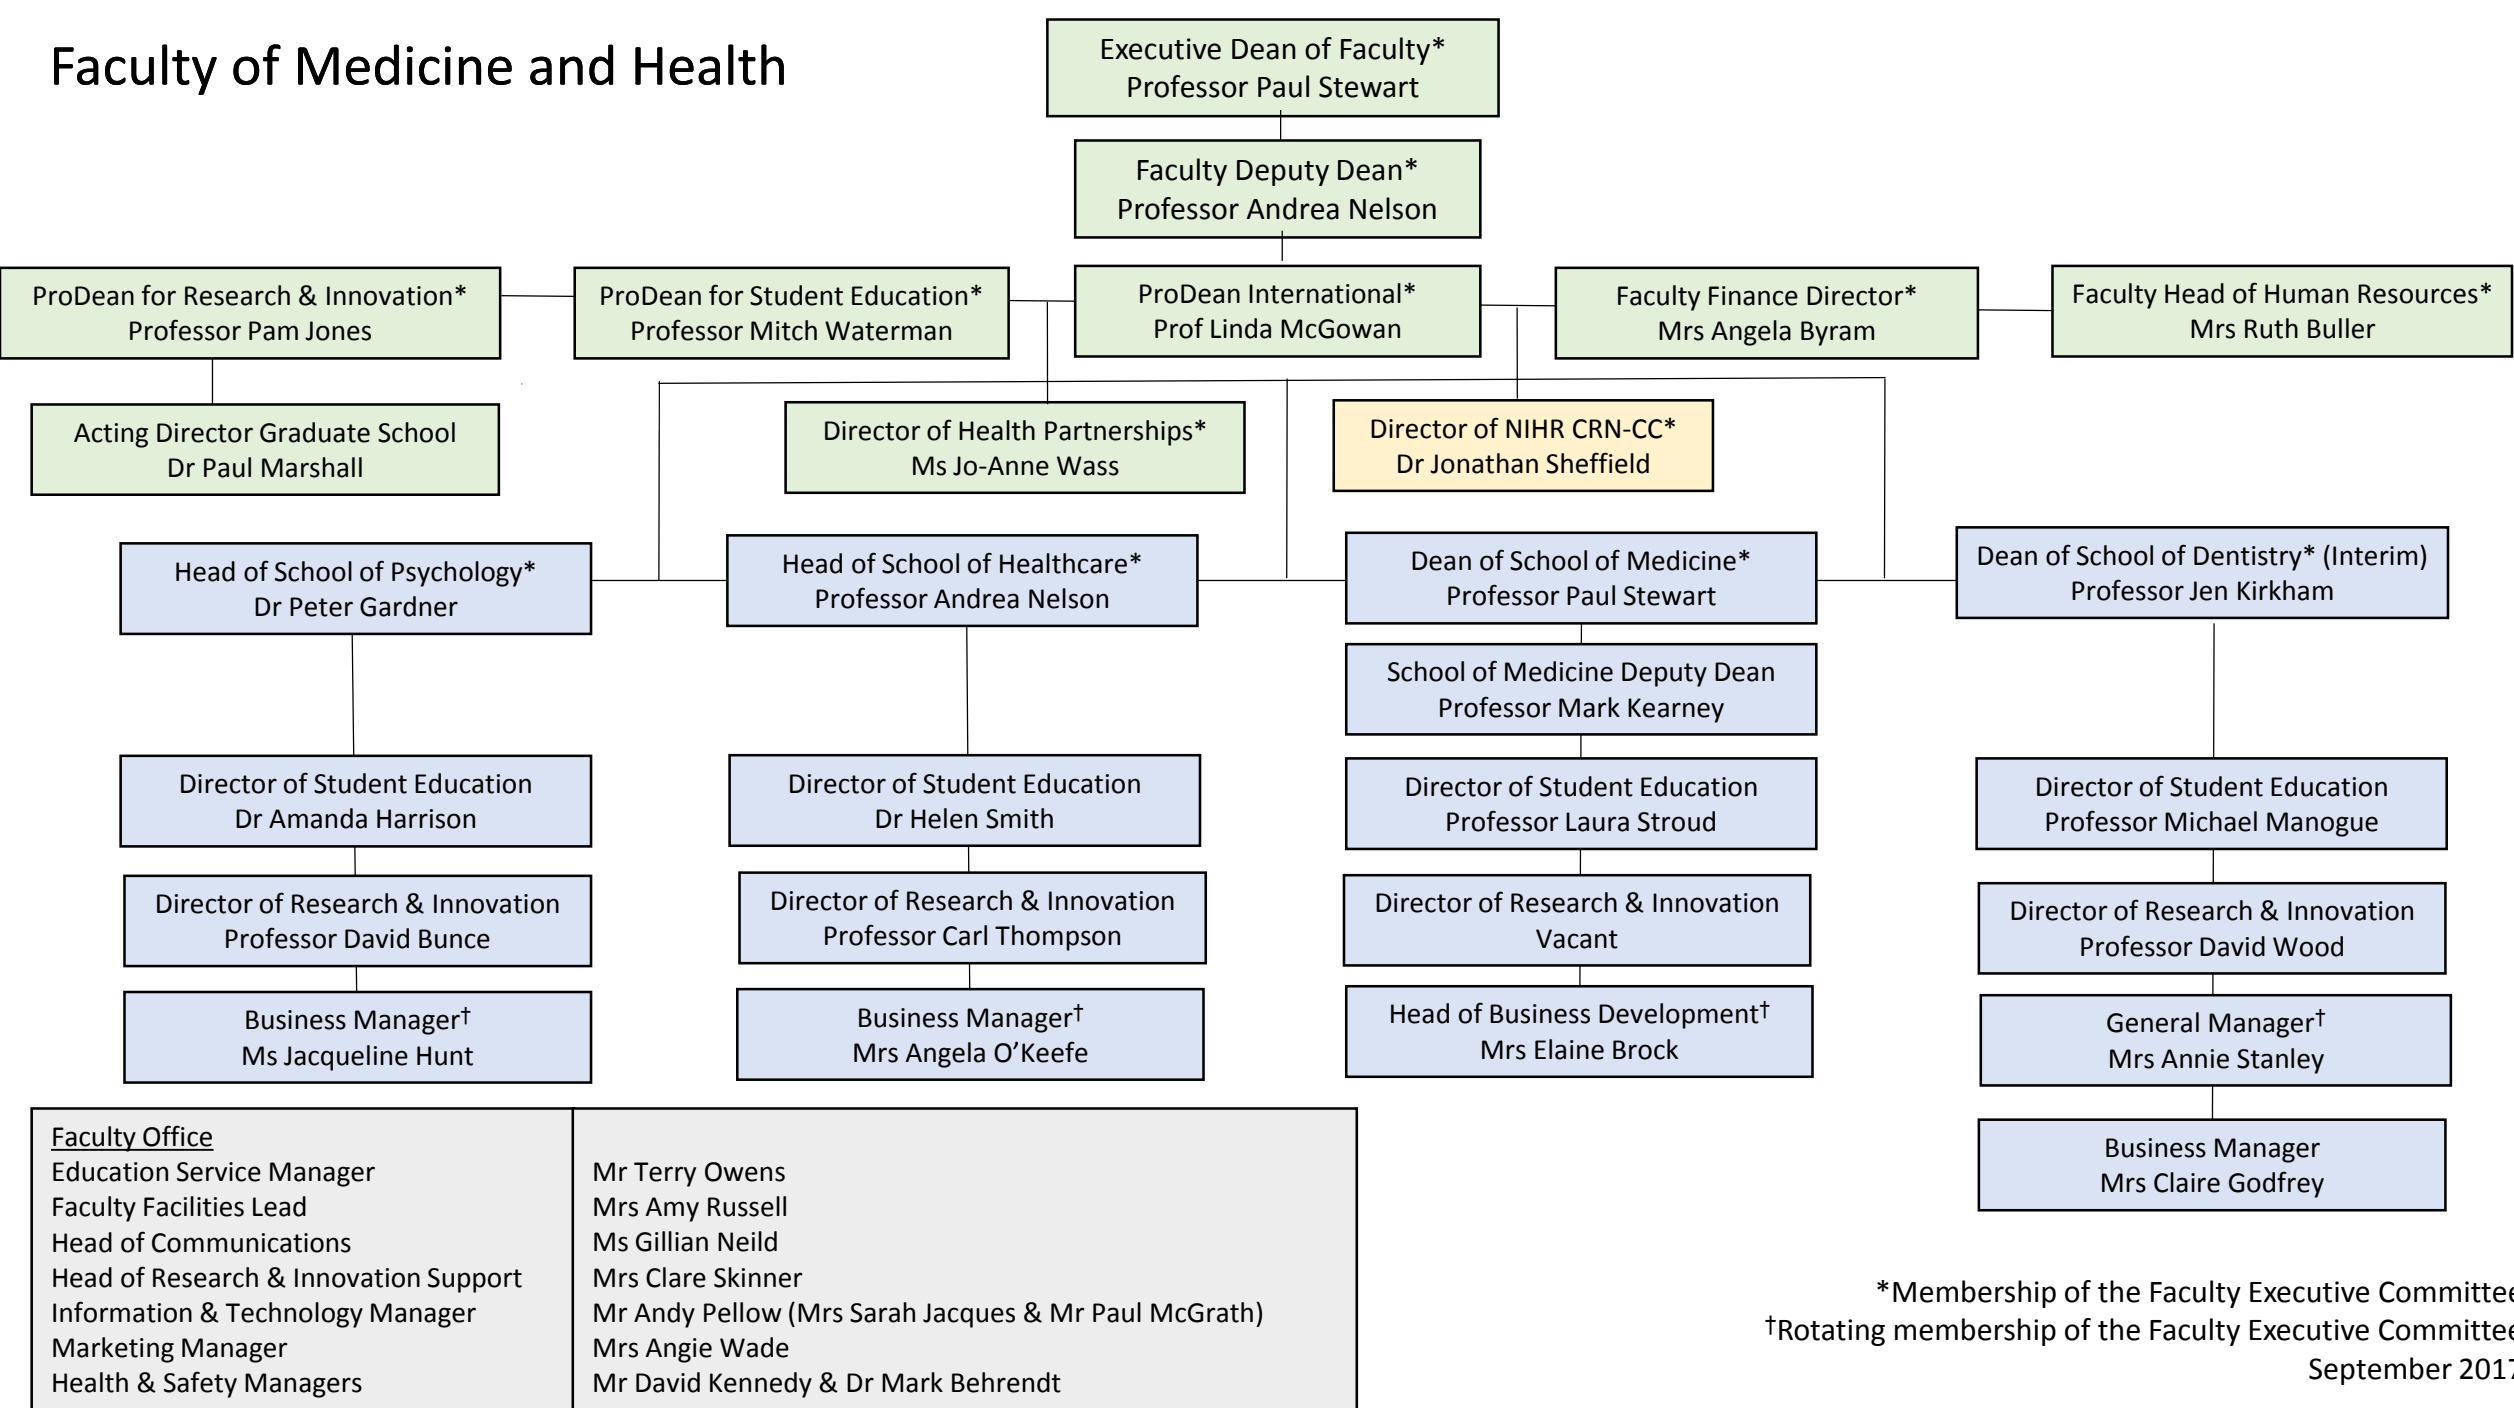 Faculty of Medicine and Health
Executive Dean of Faculty*
Professor Paul Stewart
Faculty Deputy Dean*
Professor Andrea Nelson
ProDean for Research & Innovation*
Professor Pam Jones
ProDean for Student Education*
Professor Mitch Waterman
ProDean International*
Prof Linda McGowan
Faculty Finance Director*
Mrs Angela Byram
Faculty Head of Human Resources*
Mrs Ruth Buller
Acting Director Graduate School
Dr Paul Marshall
Director of Health Partnerships*
Ms Jo-Anne Wass
Director of NIHR CRN-CC*
Dr Jonathan Sheffield
Head of School of Psychology*
Dr Peter Gardner
Head of School of Healthcare*
Professor Andrea Nelson
Dean of School of Medicine*
Professor Paul Stewart
Dean of School of Dentistry* (Interim)
Professor Jen Kirkham
School of Medicine Deputy Dean
Professor Mark Kearney
Director of Student Education
Dr Amanda Harrison
Director of Student Education
Dr Helen Smith
Director of Student Education
Professor Laura Stroud
Director of Student Education
Professor Michael Manogue
Director of Research & Innovation
Professor David Bunce
Director of Research & Innovation
Professor Carl Thompson
Director of Research & Innovation
Vacant
Director of Research & Innovation
Professor David Wood
Business Manager†
Ms Jacqueline Hunt
Business Manager†
Mrs Angela O’Keefe
Head of Business Development†
Mrs Elaine Brock
General Manager†
Mrs Annie Stanley
Business Manager
Mrs Claire Godfrey
Faculty Office
Education Service Manager Mr Terry Owens
Faculty Facilities Lead Mrs Amy Russell
Head of Communications Ms Gillian Neild
Head of Research & Innovation Support Mrs Clare Skinner
Information & Technology Manager Mr Andy Pellow (Mrs Sarah Jacques & Mr Paul McGrath)
Marketing Manager Mrs Angie Wade
Health & Safety Managers Mr David Kennedy & Dr Mark Behrendt
*Membership of the Faculty Executive Committee
†Rotating membership of the Faculty Executive Committee
September 2017